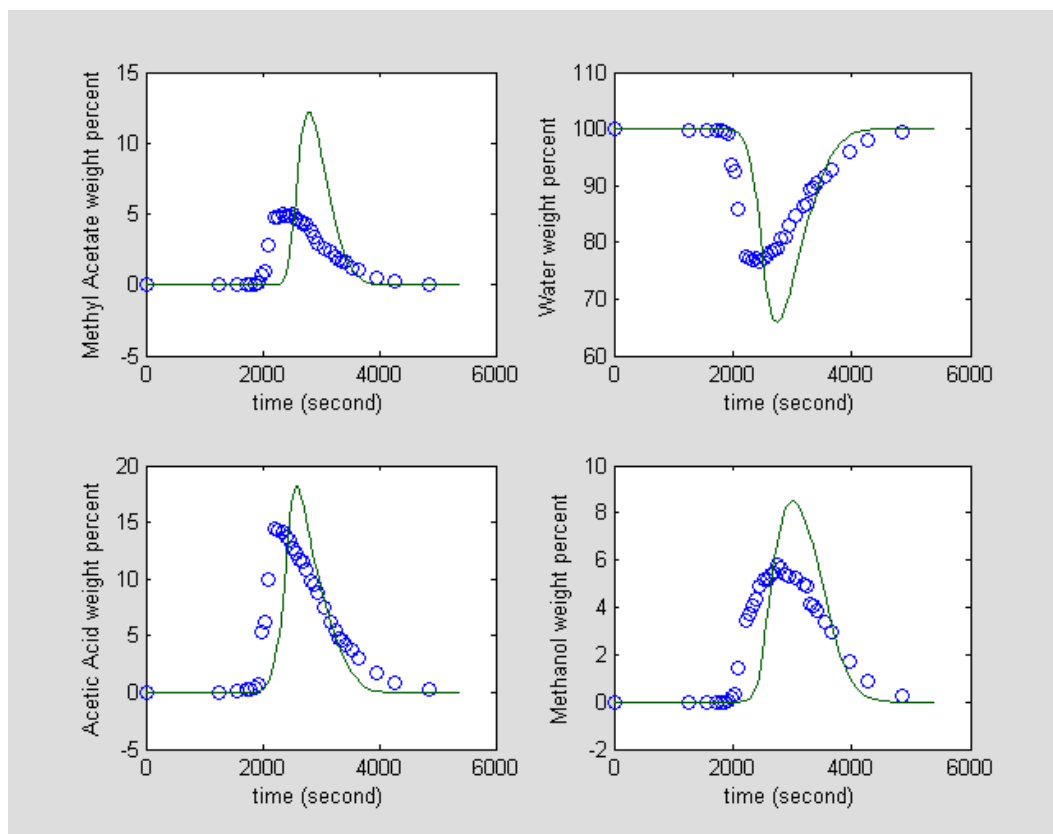 15
10
5
0
-5
Methyl Acetate weight percent
0 2000 4000 6000
time (second)
110
100
90
80
70
60
Water weight percent
0 2000 4000 6000
time (second)
20
15
10
5
0
-5
Acetic Acid weight percent
0 2000 4000 6000
time (second)
10
8
6
4
2
0
-2
Methanol weight percent
0 2000 4000 6000
time (second)